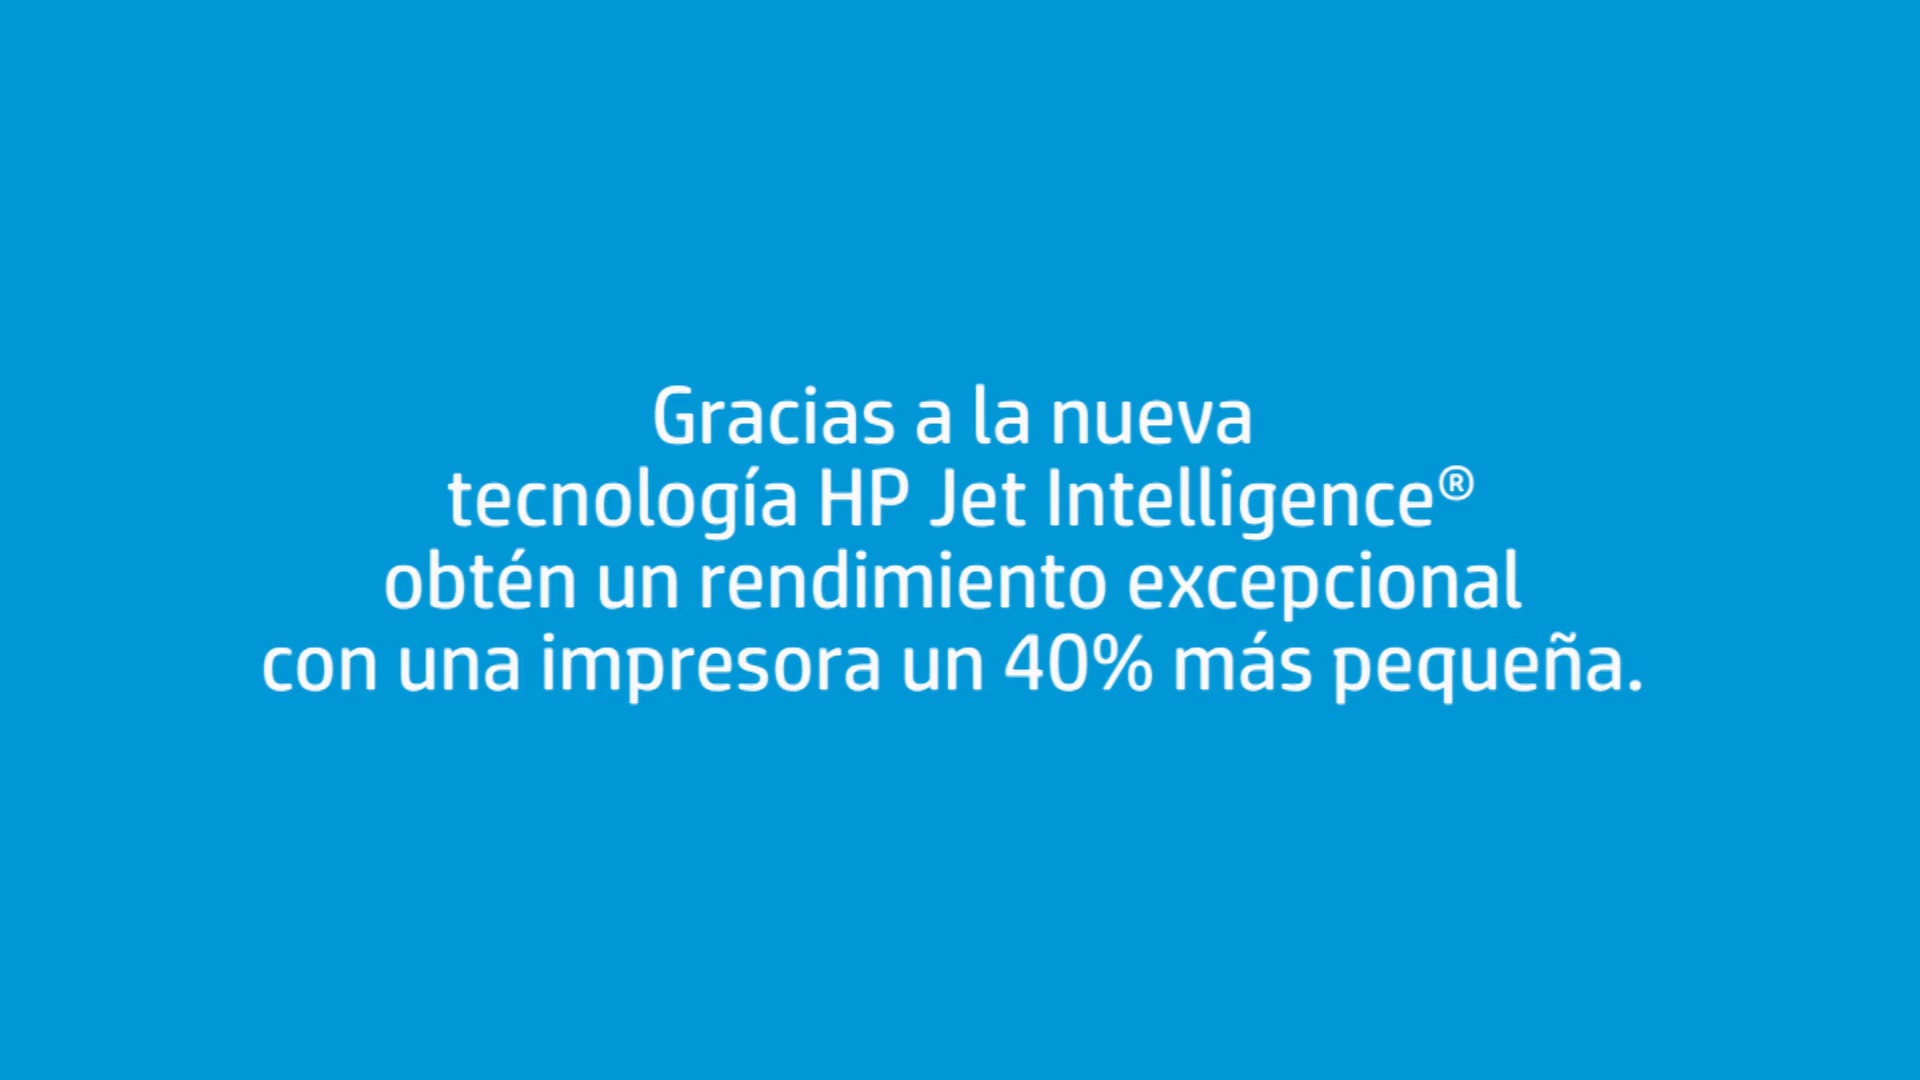 Gracias a la nueva
tecnología HP Jet Intelligence®
obtén un rendimiento excepcional
con una impresora un 40% más pequeña.